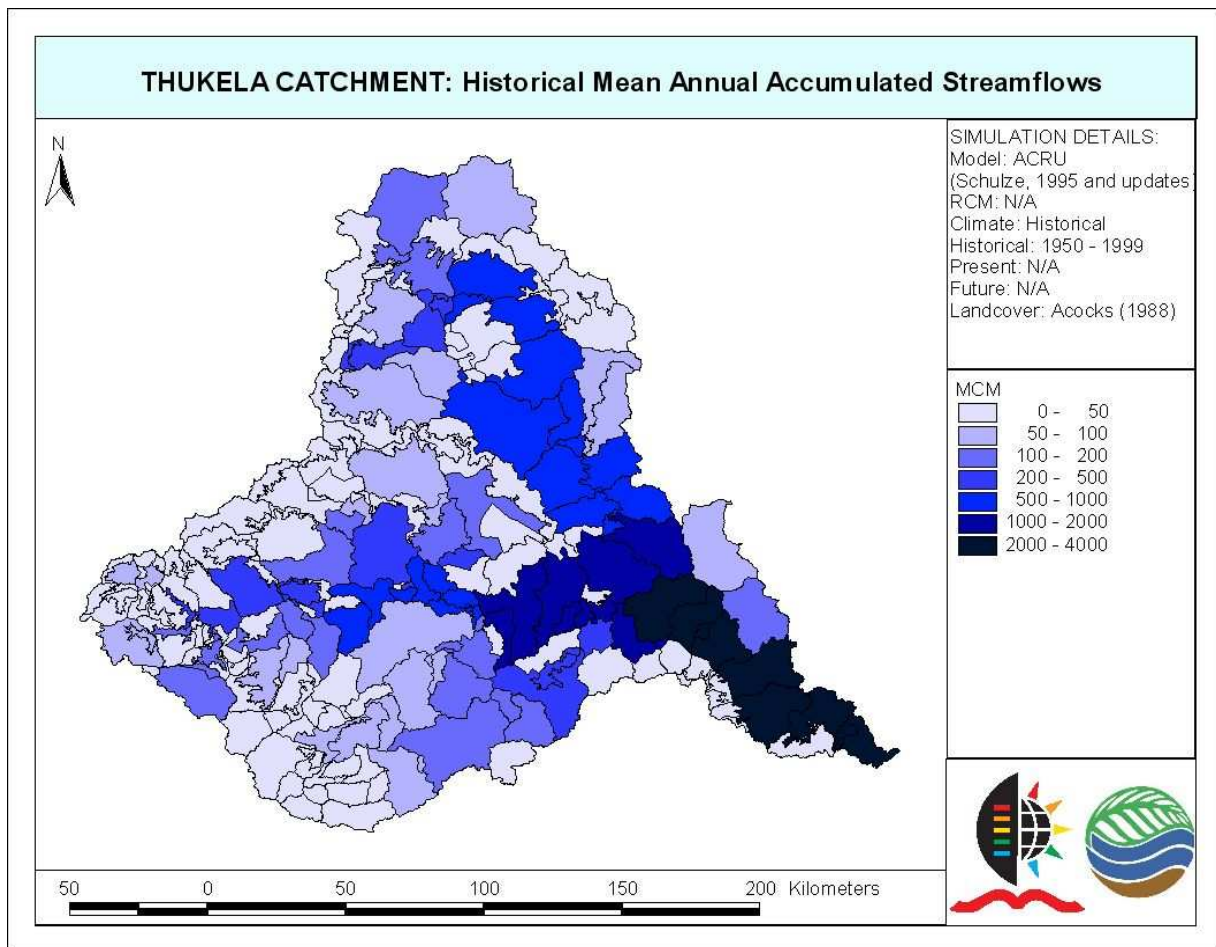 THUKELA CATCHMENT: Historical Mean Annual Accumulated Streamflows
N
SIMULATION DETAILS:
Model: ACRU
(Schulze, 1995 and updates)
RCM: N/A
Climate: Historical
Historical: 1950 - 1999
Present: N/A
Future: N/A
Landcover: Acocks (1988)
MCM
0 - 50
50 - 100
100 - 200
200 - 500
500 - 1000
1000 - 2000
2000 - 4000
50 0 50 100 150 200 Kilometers